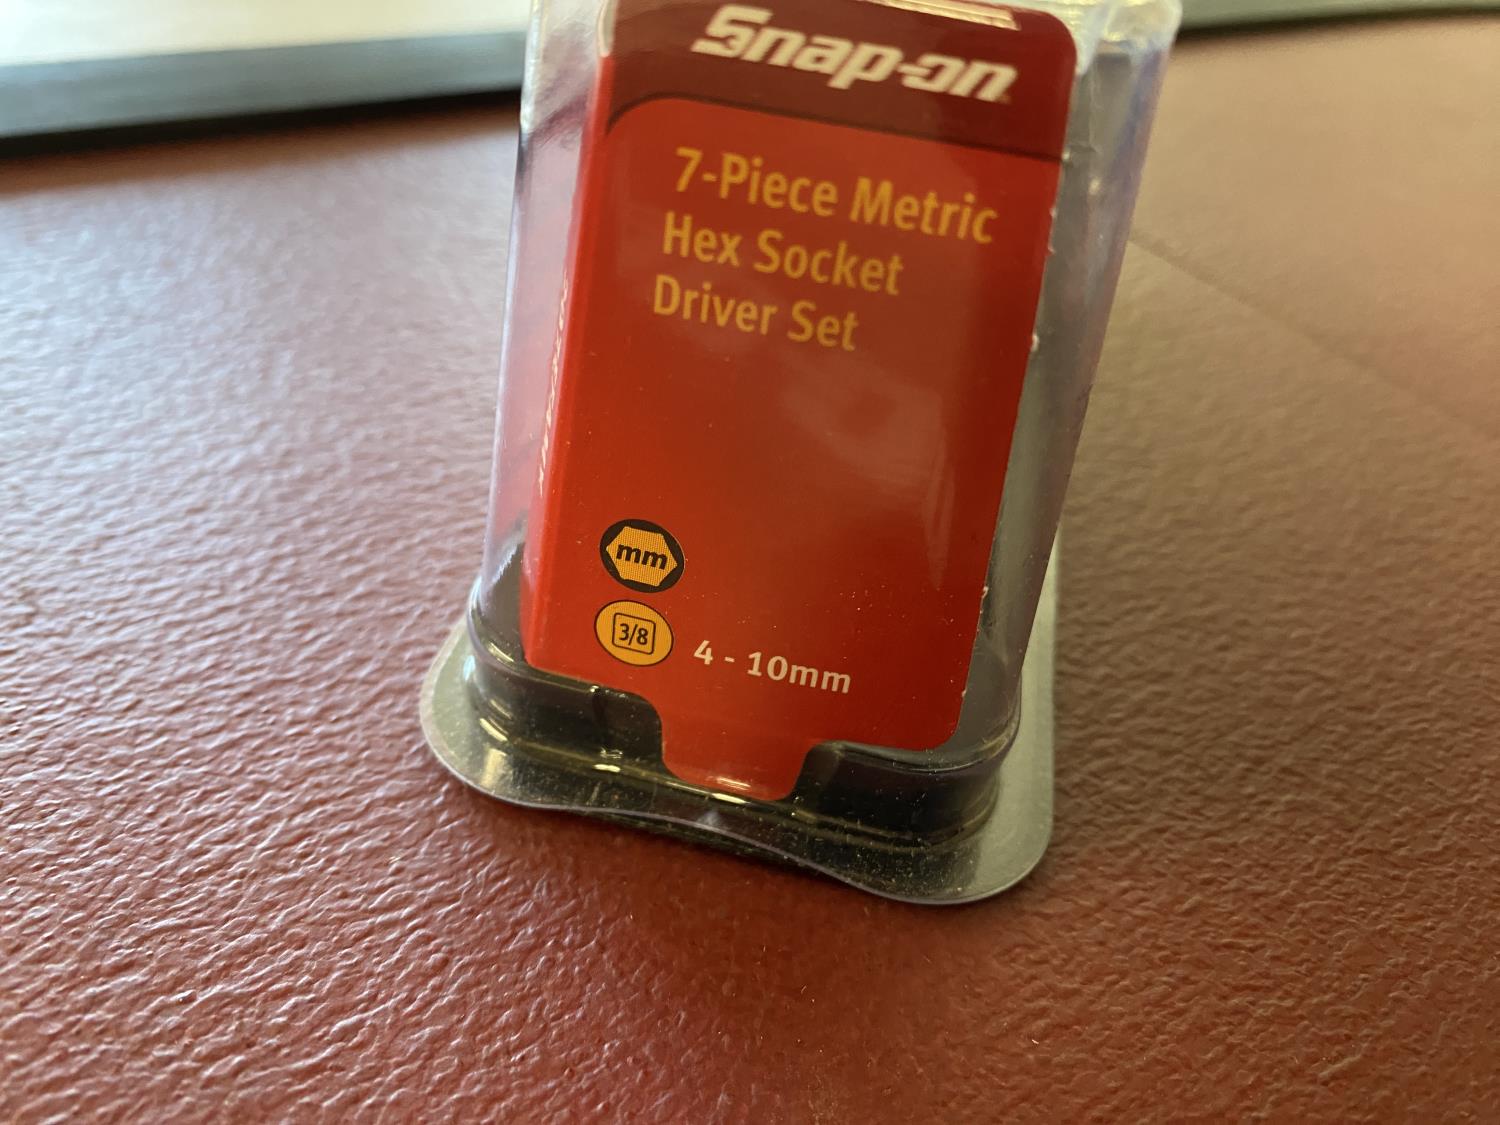 Snap-on
7-Piece Metric
Hex Socket
Driver Set
mm
3/8
4 - 10mm